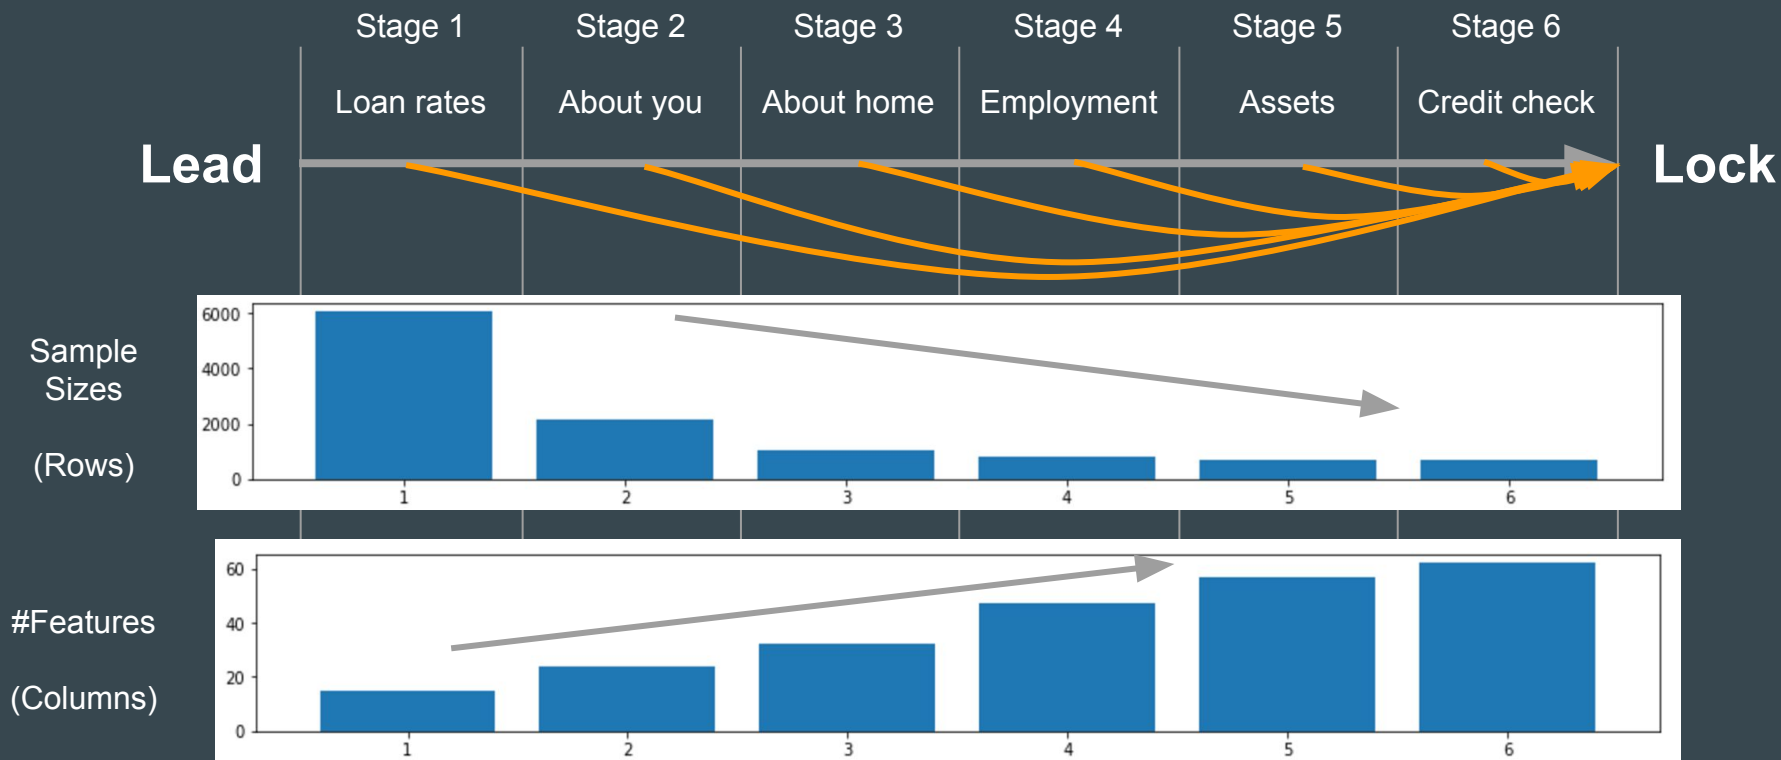 Stage 1
Stage 2
Stage 3
Stage 4
Stage 5
Stage 6
Loan rates
About you
About home
Employment
Assets
Credit check
Lead
Lock
Sample
Sizes
(Rows)
6000
4000
2000
0
1
2
3
4
5
6
#Features
(Columns)
60
40
20
0
1
2
3
4
5
6